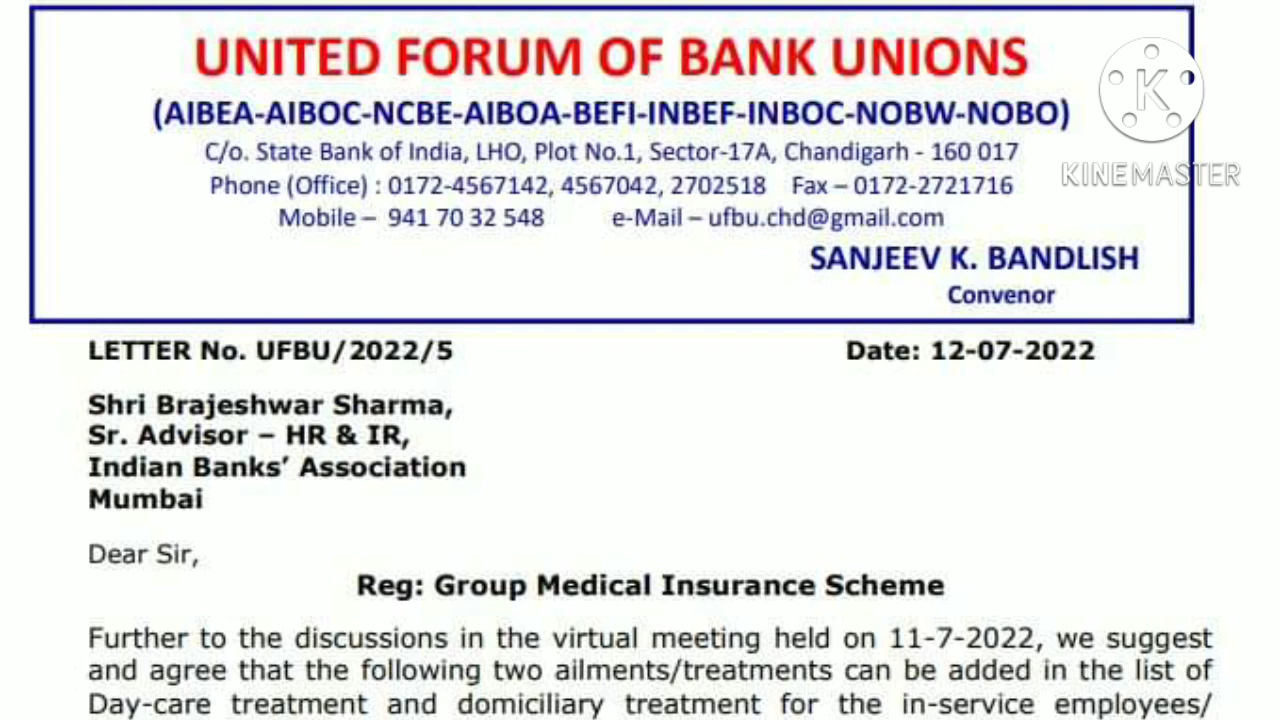 UNITED FORUM OF BANK UNIONS
(AIBEA-AIBOC-NCBE-AIBOA-BEFI-INBEF-INBOC-NOBW-NOBO)
C/o. State Bank of India, LHO, Plot No.1, Sector-17A, Chandigarh - 160 017
Phone (Office) : 0172-4567142, 4567042, 2702518 Fax – 0172-2721716
Mobile – 941 70 32 548 e-Mail – ufbu.chd@gmail.com
SANJEEV K. BANDLISH
Convenor
K
KINEMASTER
LETTER No. UFBU/2022/5 Date: 12-07-2022
Shri Brajeshwar Sharma,
Sr. Advisor – HR & IR,
Indian Banks’ Association
Mumbai
Dear Sir,
Reg: Group Medical Insurance Scheme
Further to the discussions in the virtual meeting held on 11-7-2022, we suggest
and agree that the following two ailments/treatments can be added in the list of
Day-care treatment and domiciliary treatment for the in-service employees/